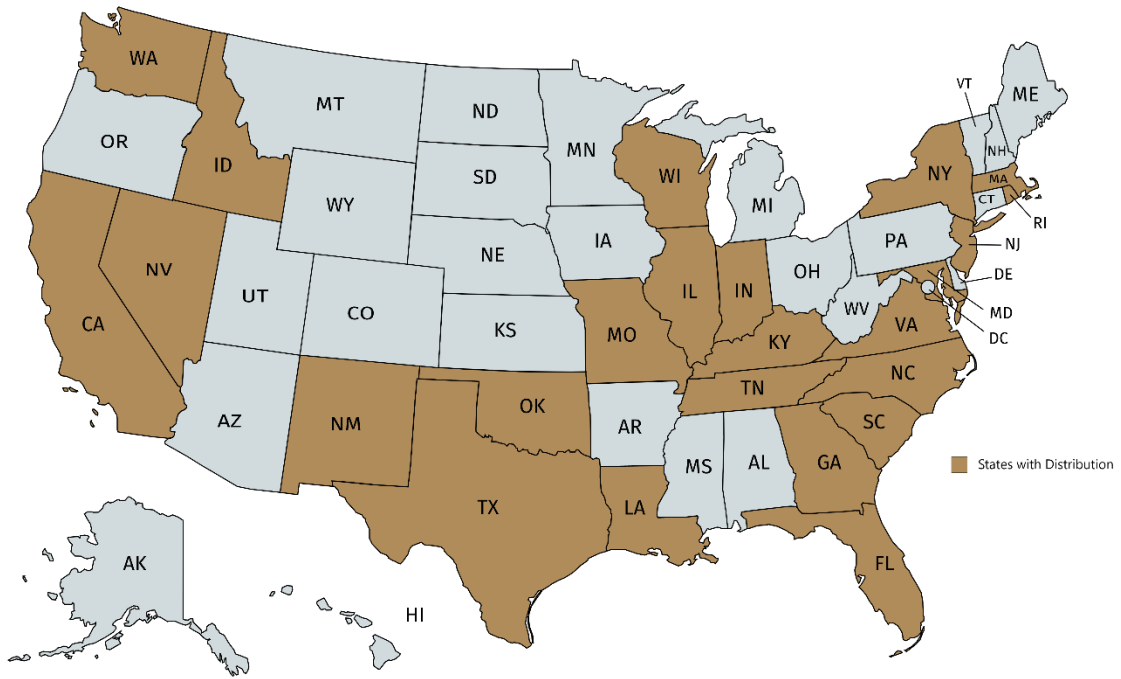 WA
MT
ND
MN
VT
ME
OR
ID
SD
WI
NH
NY
MA
WY
MI
CT
RI
IA
PA
NJ
NE
NV
OH
DE
UT
IL
IN
CO
WV
MD
CA
KS
MO
VA
DC
KY
NC
TN
OK
AZ
NM
AR
SC
MS
AL
GA
States with Distribution
TX
LA
AK
FL
HI